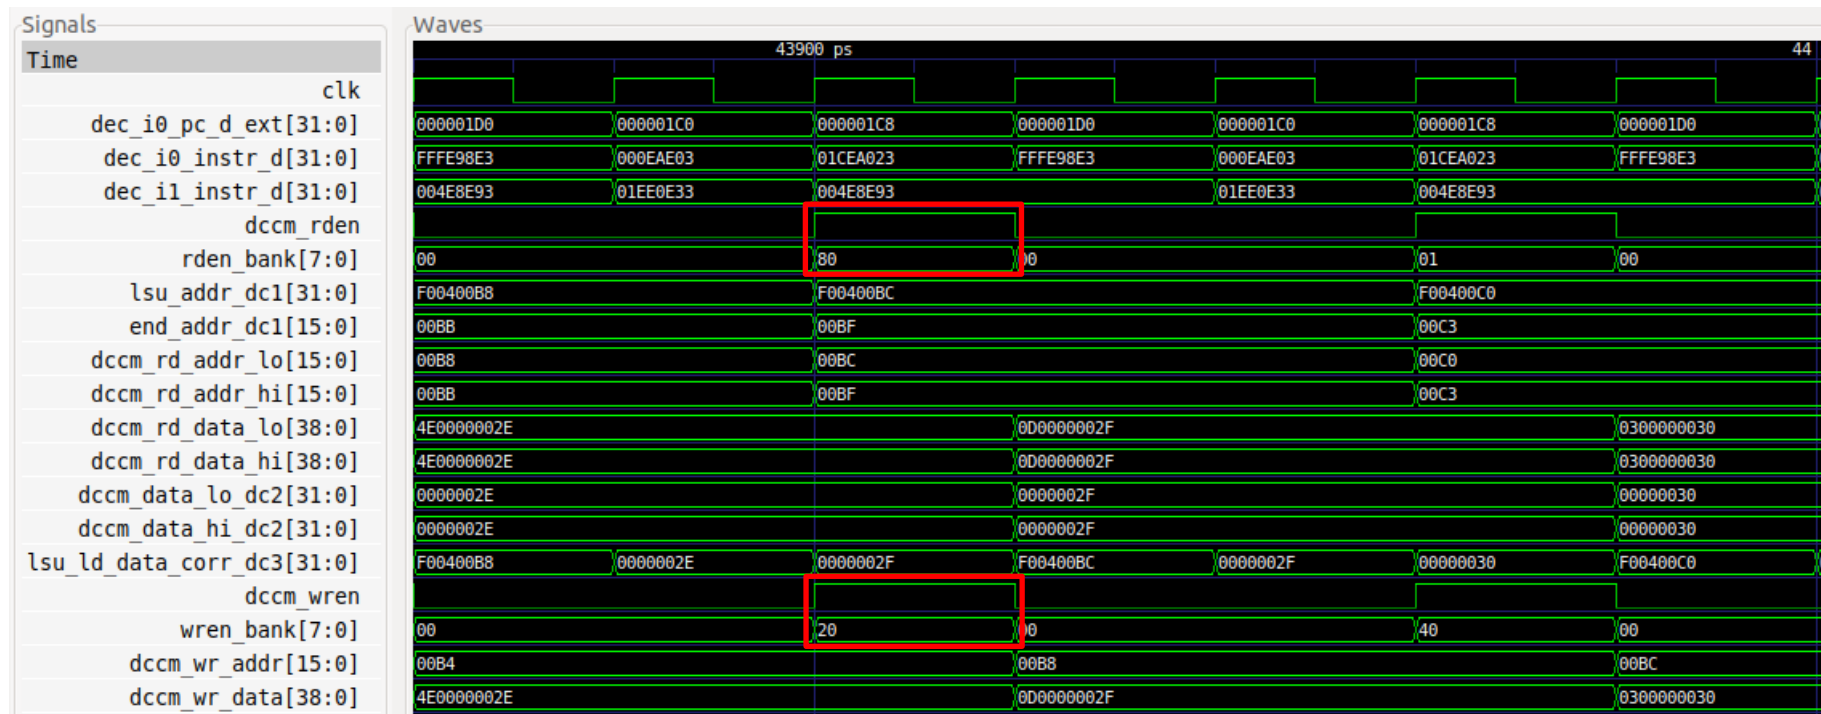 Signals Waves
Time 43900 ps 44
clk
dec_i0_pc_d_ext[31:0] 000001D0 000001C0 000001C8 000001D0 000001C0 000001C8 000001D0
dec_i0_instr_d[31:0] FFFE98E3 000EAE03 01CEA023 FFFE98E3 000EAE03 01CEA023 FFFE98E3
dec_i1_instr_d[31:0] 004E8E93 01EE0E33 004E8E93 01EE0E33 004E8E93
dccm_rden
rden_bank[7:0] 00 80 00 01 00
lsu_addr_dc1[31:0] F00400B8 F00400BC F00400C0
end_addr_dc1[15:0] 00BB 00BF 00C3
dccm_rd_addr_lo[15:0] 00B8 00BC 00C0
dccm_rd_addr_hi[15:0] 00BB 00BF 00C3
dccm_rd_data_lo[38:0] 4E0000002E 0D0000002F 0300000030
dccm_rd_data_hi[38:0] 4E0000002E 0D0000002F 0300000030
dccm_data_lo_dc2[31:0] 0000002E 0000002F 00000030
dccm_data_hi_dc2[31:0] 0000002E 0000002F 00000030
lsu_ld_data_corr_dc3[31:0] F00400B8 0000002E 0000002F F00400BC 0000002F 00000030 F00400C0
dccm_wren
wren_bank[7:0] 00 20 00 40 00
dccm_wr_addr[15:0] 00B4 00B8 00BC
dccm_wr_data[38:0] 4E0000002E 0D0000002F 0300000030